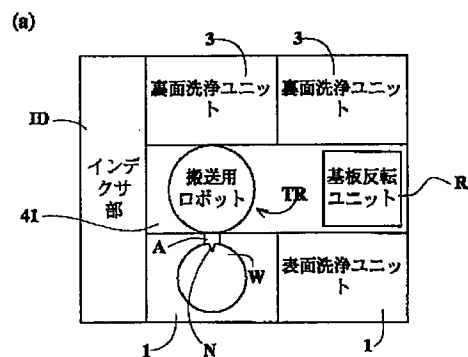 (a)
3
3
ID
裏面洗浄ユニッ
ト
裏面洗浄ユニッ
ト
インデ
クサ
部
搬送用
ロボット
TR
基板反転
ユニット
R
41
A
W
表面洗浄ユニッ
ト
1
N
1